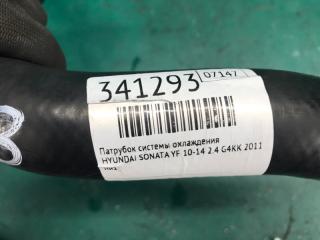 341293
07147
Патрубок системы охлаждения
HYUNDAI SONATA YF 10-14 2.4 G4KK 2011